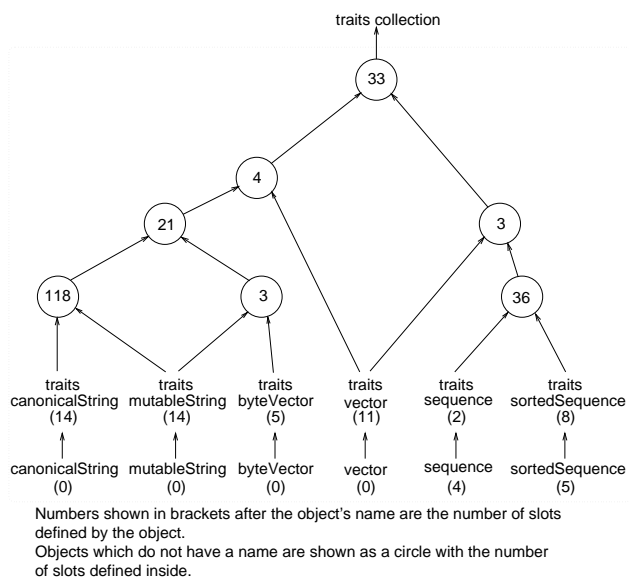 traits collection
33
4
21
3
118
3
36
traits
canonicalString
(14)
traits
mutableString
(14)
traits
byteVector
(5)
traits
vector
(11)
traits
sequence
(2)
traits
sortedSequence
(8)
canonicalString
(0)
mutableString
(0)
byteVector
(0)
vector
(0)
sequence
(4)
sortedSequence
(5)
Numbers shown in brackets after the object's name are the number of slots
defined by the object.
Objects which do not have a name are shown as a circle with the number
of slots defined inside.